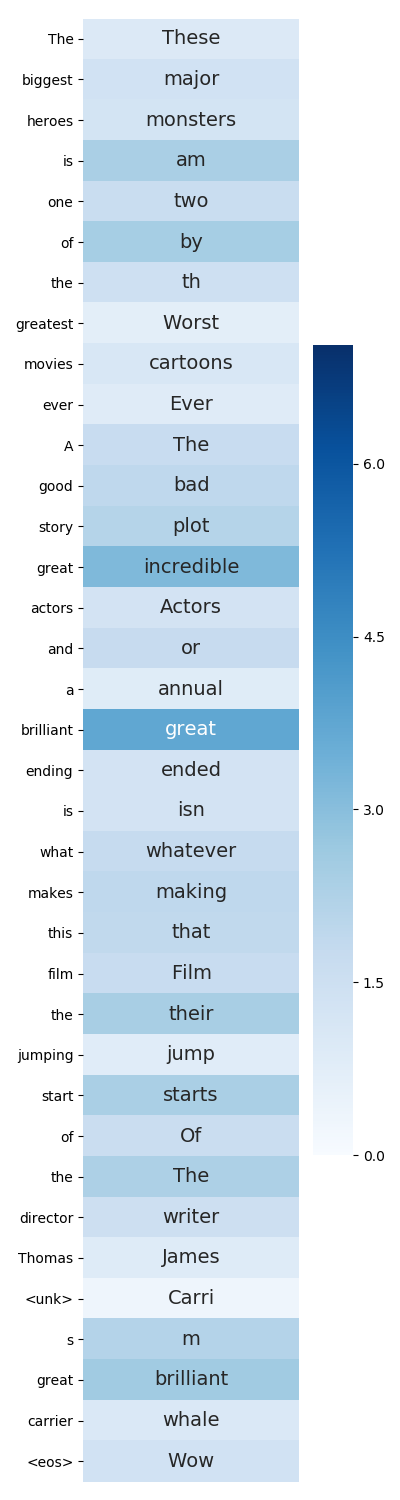 The These
biggest major
heroes monsters
is am
one two
of by
the th
greatest Worst
movies cartoons
ever Ever
A The
good bad
story plot
great incredible
actors Actors
and or
a annual
brilliant great
ending ended
is isn
what whatever
makes making
this that
film Film
the their
jumping jump
start starts
of Of
the The
director writer
Thomas James
<unk> Carri
s m
great brilliant
carrier whale
<eos> Wow
6.0
4.5
3.0
1.5
0.0